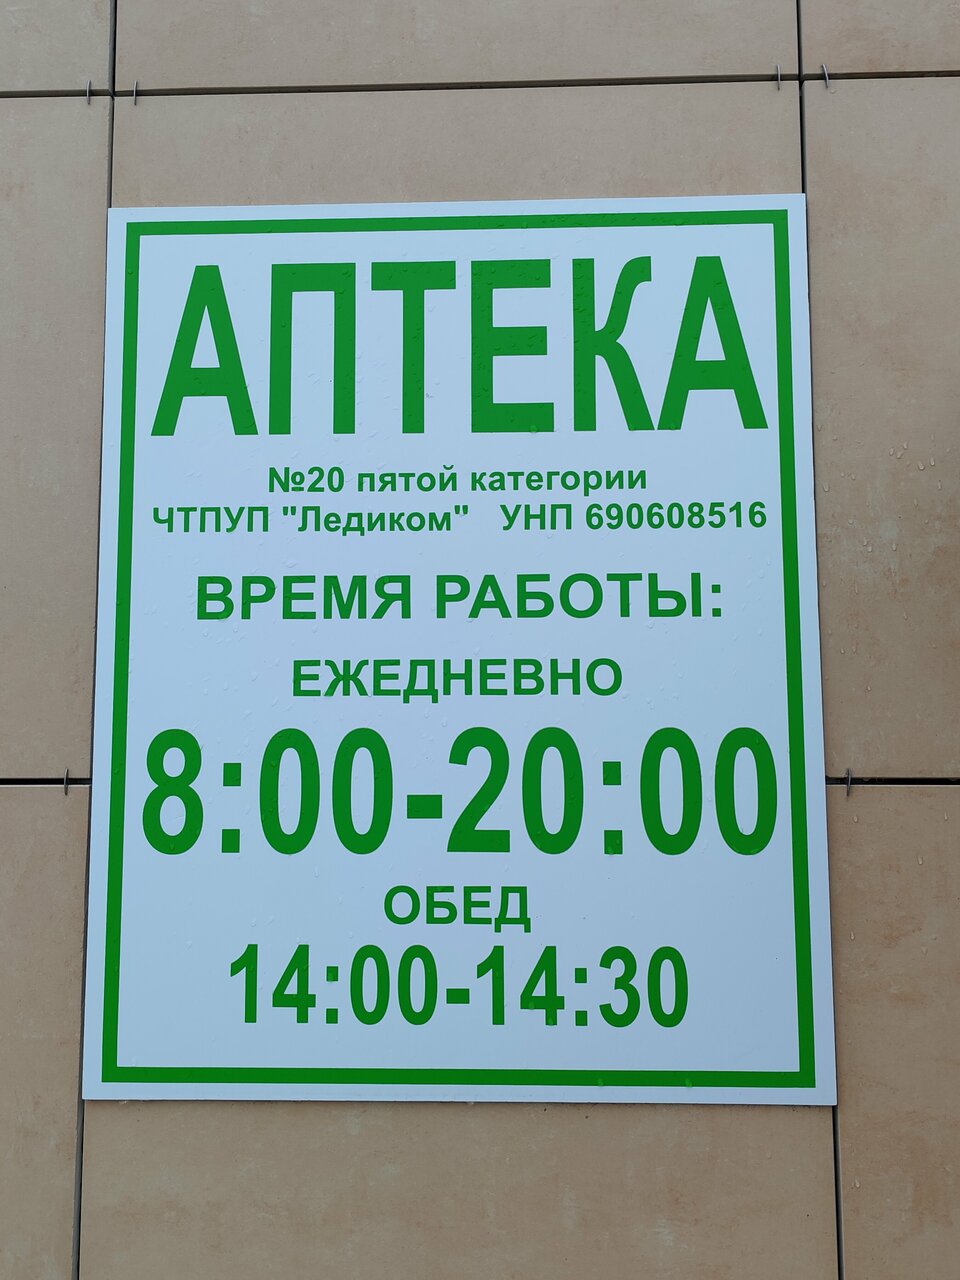 АПТЕКА
№20 пятой категории
ЧТПУП "Ледиком" УНП 690608516
ВРЕМЯ РАБОТЫ:
ЕЖЕДНЕВНО
8:00-20:00
ОБЕД
14:00-14:30